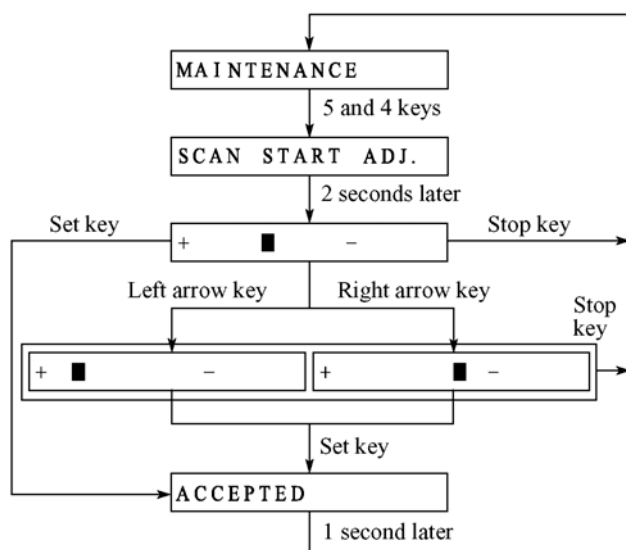 MAINTENANCE
5 and 4 keys
SCAN START ADJ.
2 seconds later
Set key
+ ■ −
Stop key
Left arrow key
Right arrow key
Stop
key
+ ■ −
+ ■ −
Set key
ACCEPTED
1 second later